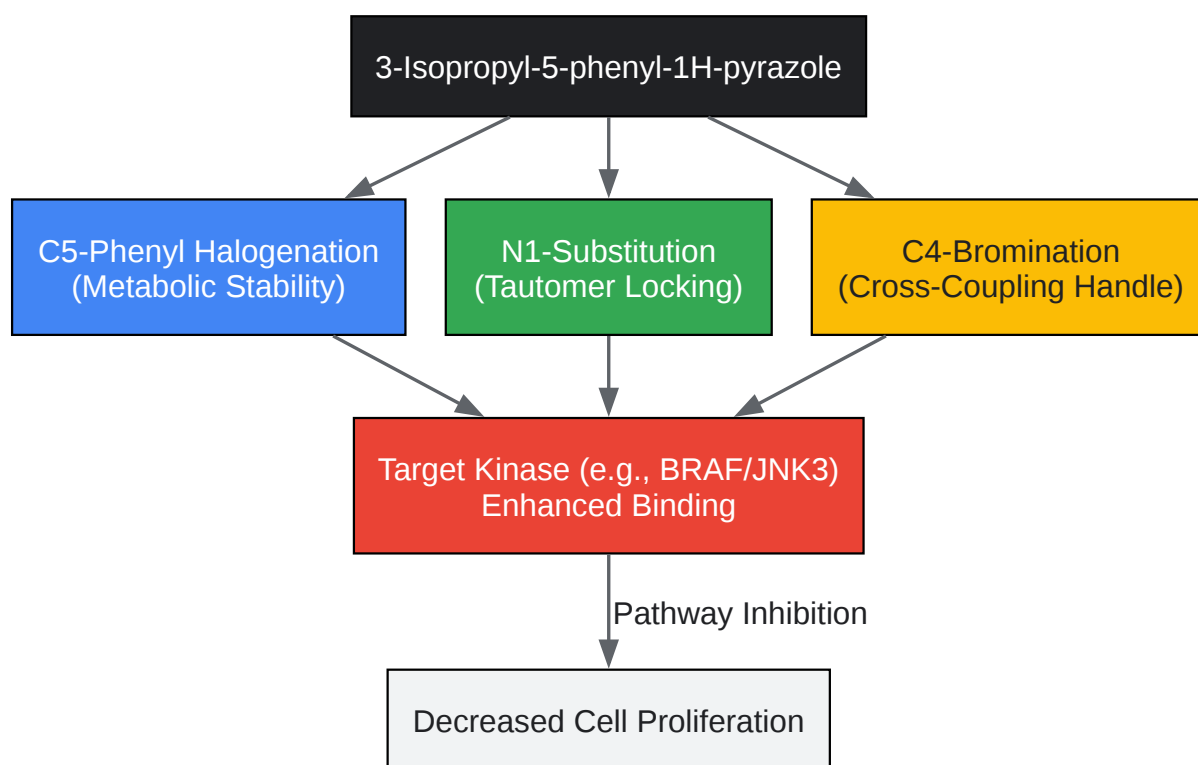 3-Isopropyl-5-phenyl-1H-pyrazole
C5-Phenyl Halogenation
(Metabolic Stability)
N1-Substitution
(Tautomer Locking)
C4-Bromination
(Cross-Coupling Handle)
Target Kinase (e.g., BRAF/JNK3)
Enhanced Binding
Pathway Inhibition
Decreased Cell Proliferation